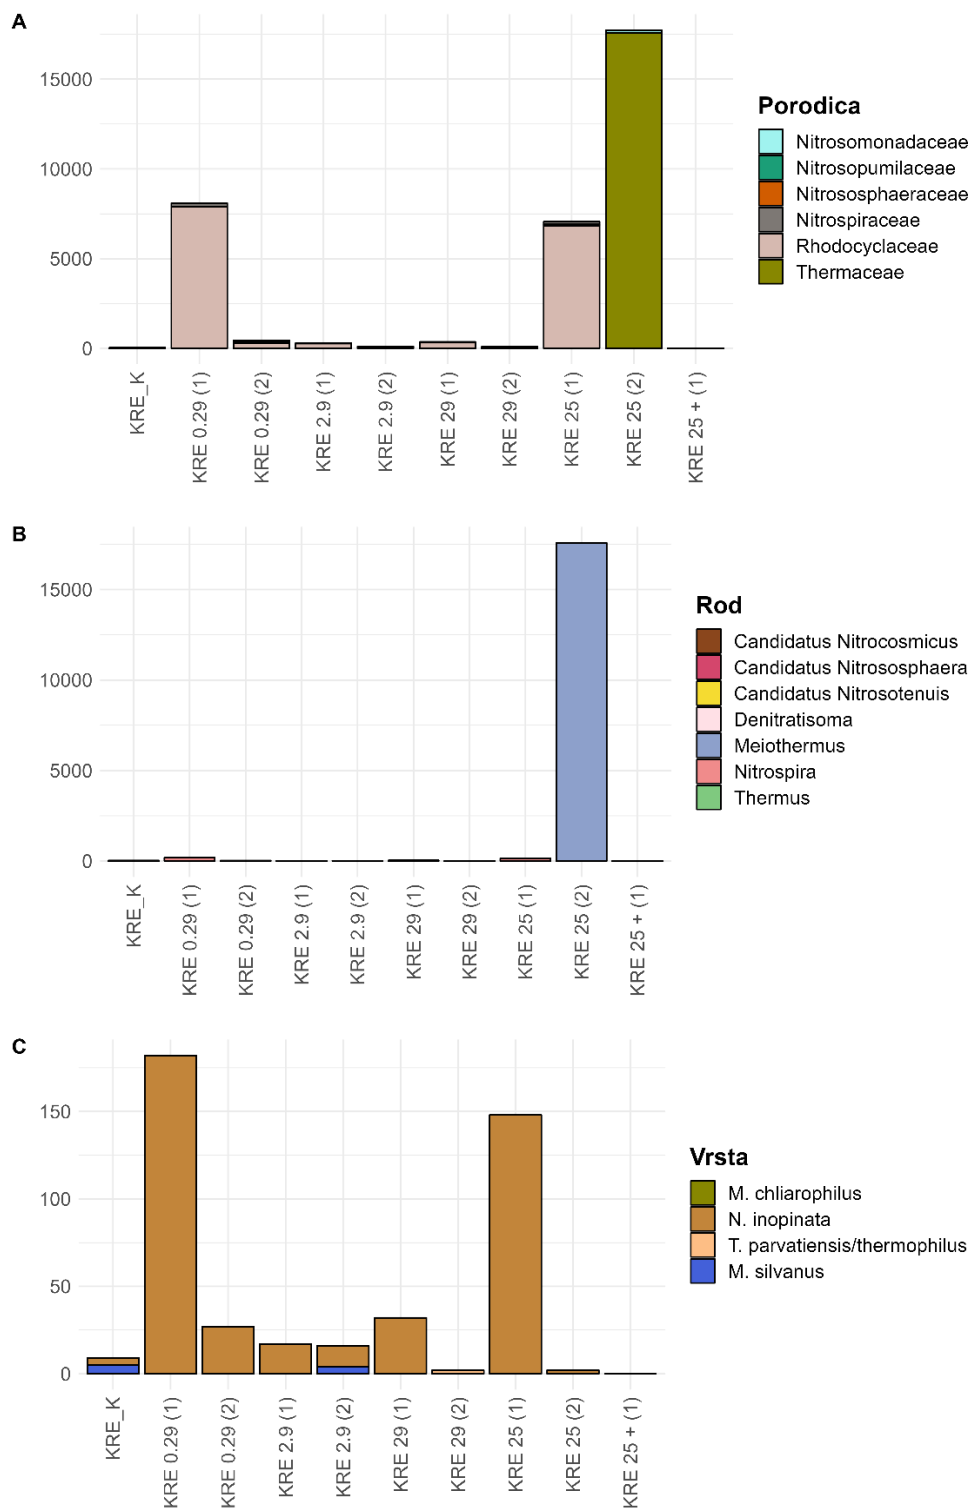 A
15000
10000
5000
0
KRE_K
KRE 0.29 (1)
KRE 0.29 (2)
KRE 2.9 (1)
KRE 2.9 (2)
KRE 29 (1)
KRE 29 (2)
KRE 25 (1)
KRE 25 (2)
KRE 25 + (1)
Porodica
Nitrosomonadaceae
Nitrosopumilaceae
Nitrososphaeraceae
Nitrospiraceae
Rhodocyclaceae
Thermaceae
B
15000
10000
5000
0
KRE_K
KRE 0.29 (1)
KRE 0.29 (2)
KRE 2.9 (1)
KRE 2.9 (2)
KRE 29 (1)
KRE 29 (2)
KRE 25 (1)
KRE 25 (2)
KRE 25 + (1)
Rod
Candidatus Nitrocosmicus
Candidatus Nitrososphaera
Candidatus Nitrosotenuis
Denitratisoma
Meiothermus
Nitrospira
Thermus
C
150
100
50
0
KRE_K
KRE 0.29 (1)
KRE 0.29 (2)
KRE 2.9 (1)
KRE 2.9 (2)
KRE 29 (1)
KRE 29 (2)
KRE 25 (1)
KRE 25 (2)
KRE 25 + (1)
Vrsta
M. chliarophilus
N. inopinata
T. parvatiensis/thermophilus
M. silvanus